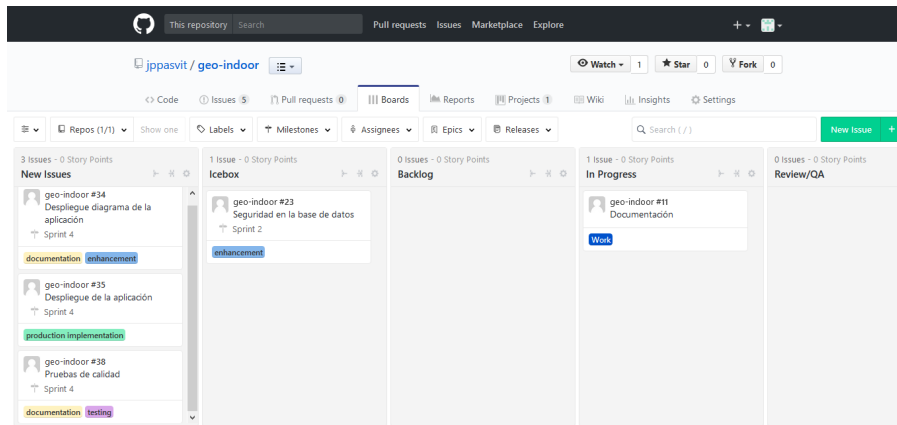 This repository Search Pull requests Issues Marketplace Explore
jppasvit / geo-indoor Watch 1 Star 0 Fork 0
Code Issues 5 Pull requests 0 Boards Reports Projects 1 Wiki Insights Settings
Repos (1/1) Show one Labels Milestones Assignees Epics Releases Search ( / ) New Issue +
3 Issues - 0 Story Points
New Issues
geo-indoor #34
Despliegue diagrama de la
aplicación
Sprint 4
documentation enhancement
geo-indoor #35
Despliegue de la aplicación
Sprint 4
production implementation
geo-indoor #38
Pruebas de calidad
Sprint 4
documentation testing
1 Issue - 0 Story Points
Icebox
geo-indoor #23
Seguridad en la base de datos
Sprint 2
enhancement
0 Issues - 0 Story Points
Backlog
1 Issue - 0 Story Points
In Progress
geo-indoor #11
Documentación
Work
0 Issues - 0 Story Points
Review/QA